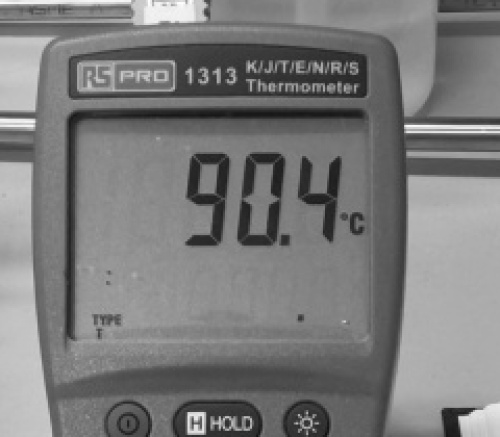 RS PRO 1313 K/J/T/E/N/R/S
Thermometer
90.4 °C
TYPE
T
H HOLD